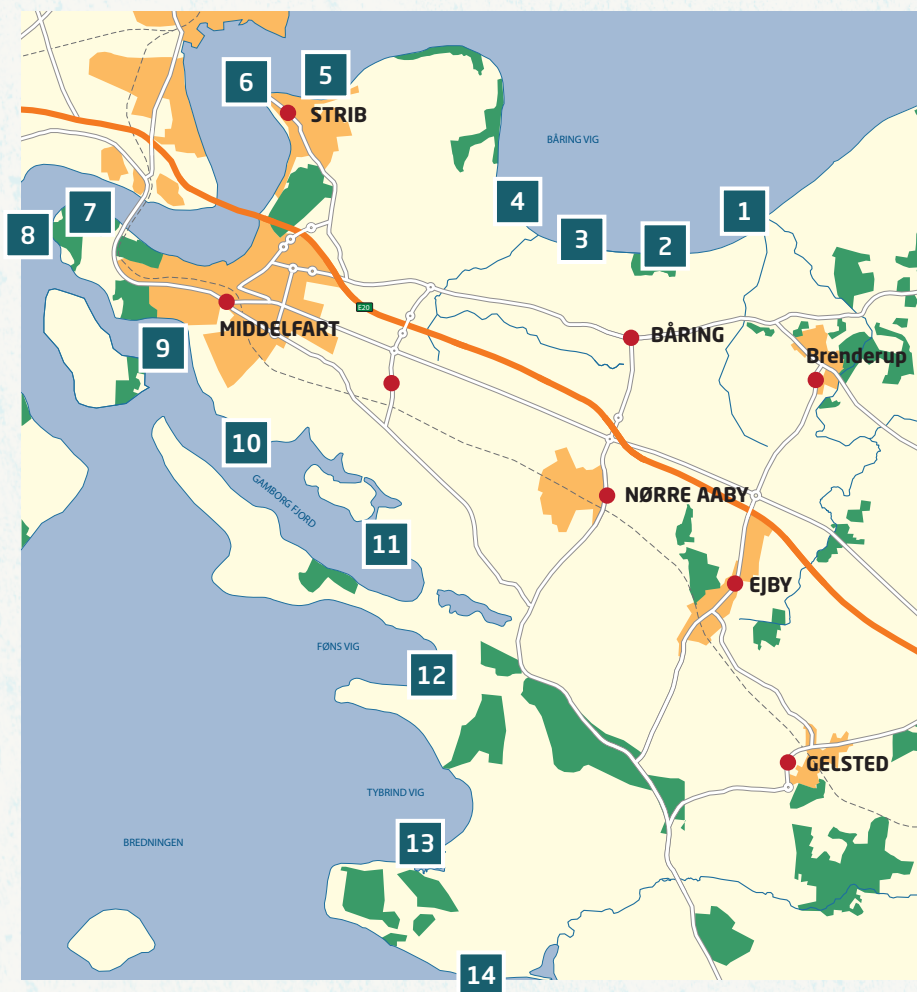 6
5
STRIB
BÅRING VIG
4
1
7
8
3
2
E20
MIDDELFART
BÅRING
9
Brenderup
10
GAMBORG FJORD
NØRRE AABY
11
EJBY
FØNS VIG
12
GELSTED
TYBRIND VIG
BREDNINGEN
13
14